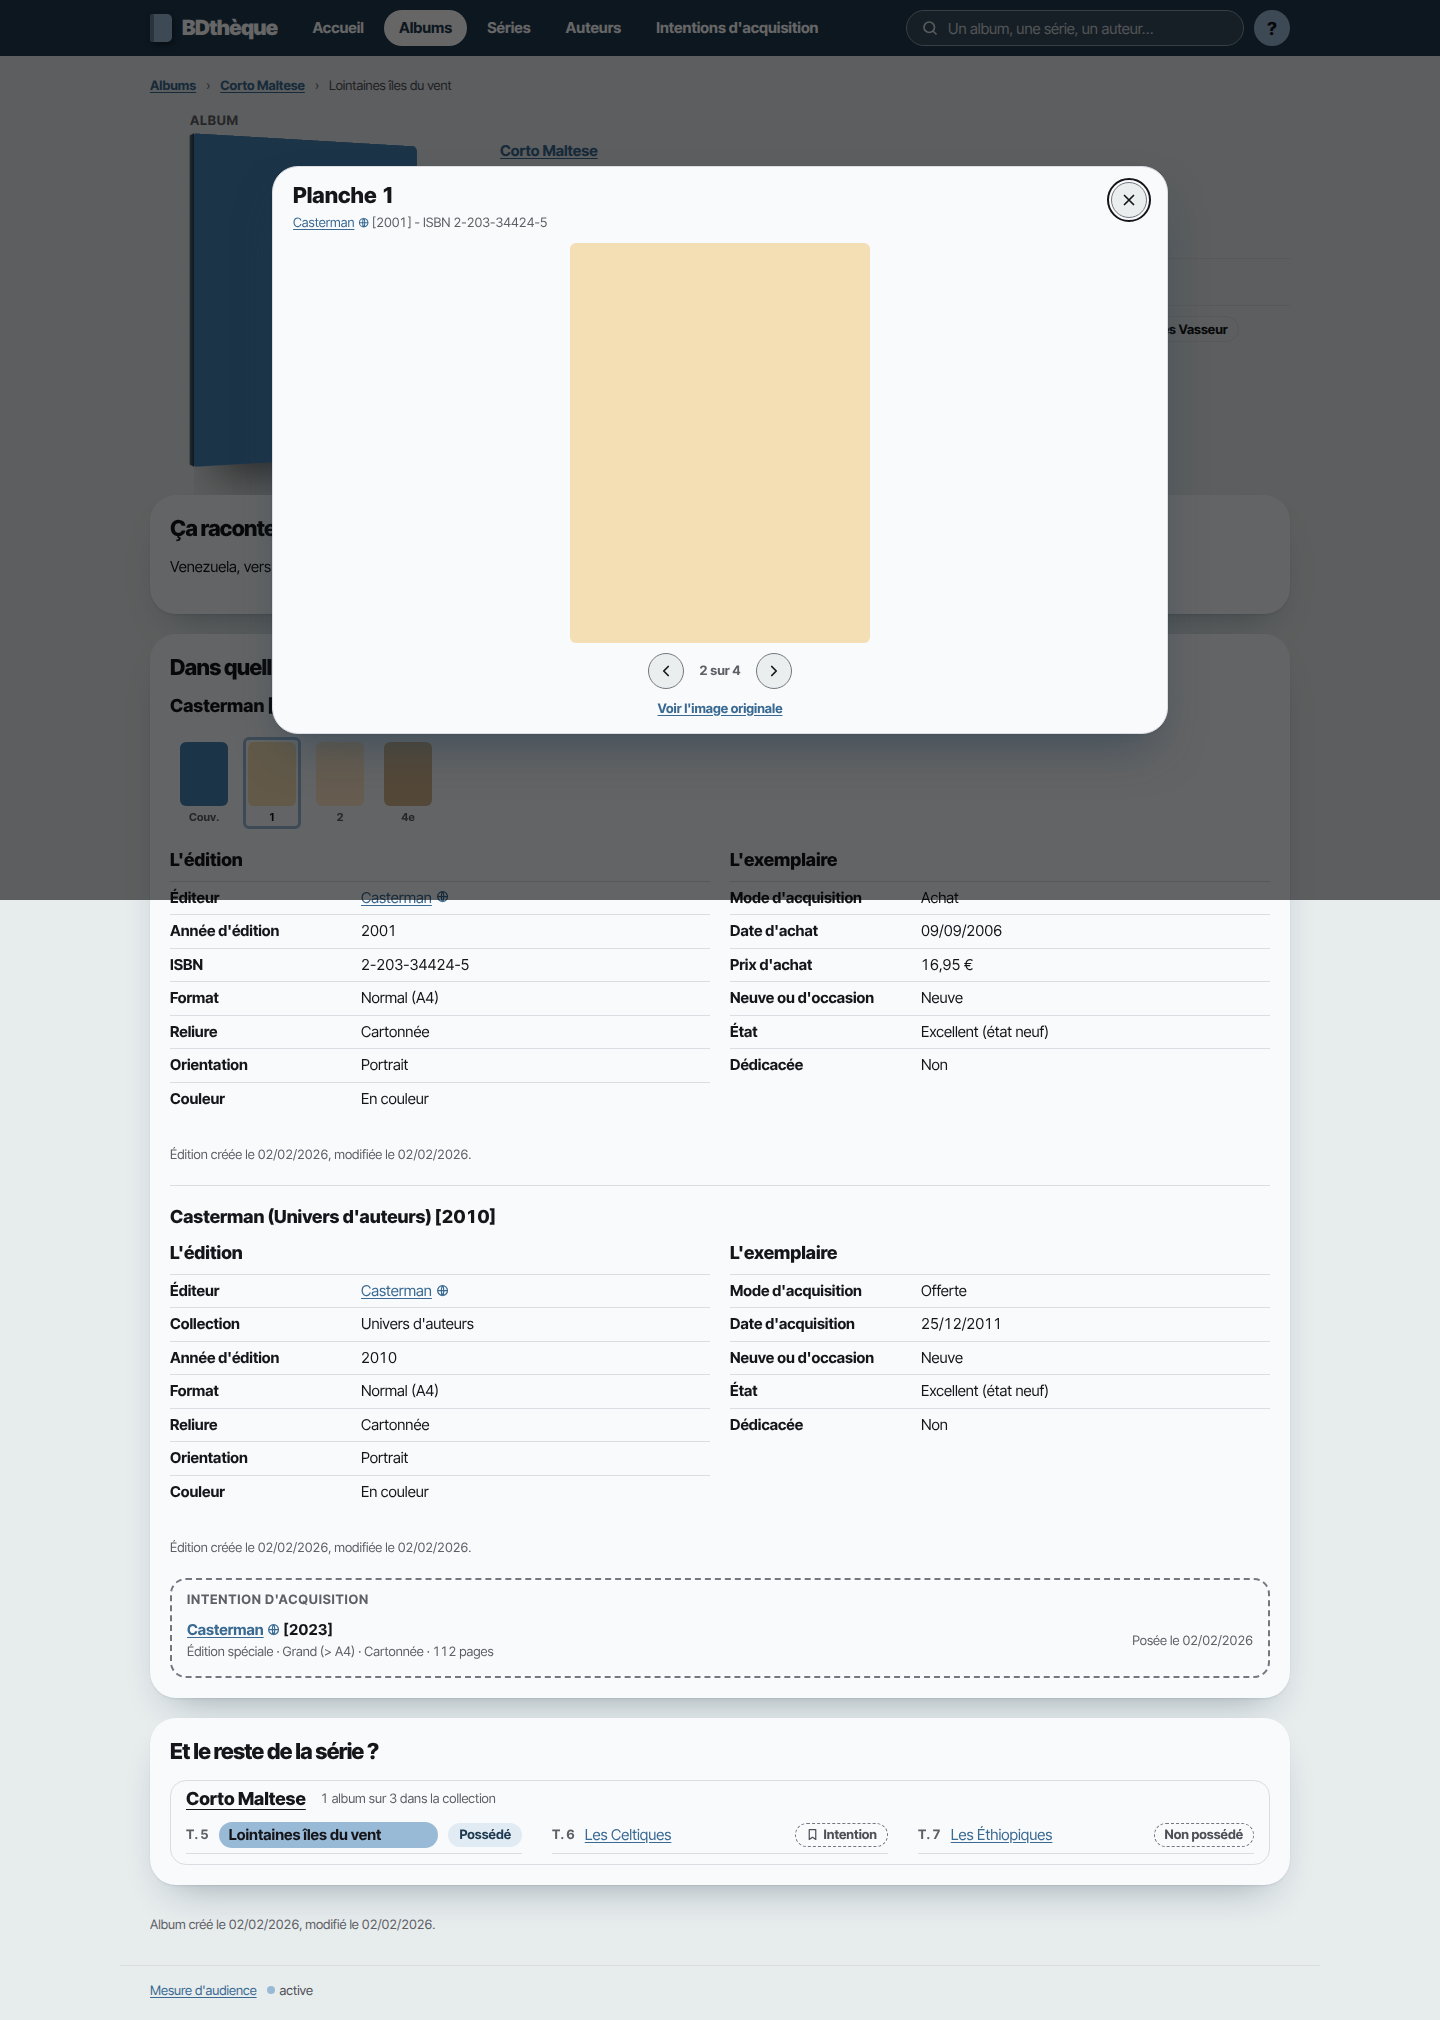 BDthèque
Accueil
Albums
Séries
Auteurs
Intentions d'acquisition
Un album, une série, un auteur...
?
Albums › Corto Maltese › Lointaines îles du vent
ALBUM
Corto Maltese
Planche 1
Casterman [2001] - ISBN 2-203-34424-5
Vasseur
2 sur 4
Voir l'image originale
Ça raconte
Venezuela, vers
Dans
Casterman
Couv.
1
2
4e
L'édition
Éditeur Casterman
Année d'édition 2001
ISBN 2-203-34424-5
Format Normal (A4)
Reliure Cartonnée
Orientation Portrait
Couleur En couleur
L'exemplaire
Mode d'acquisition Achat
Date d'achat 09/09/2006
Prix d'achat 16,95 €
Neuve ou d'occasion Neuve
État Excellent (état neuf)
Dédicacée Non
Édition créée le 02/02/2026, modifiée le 02/02/2026.
Casterman (Univers d'auteurs) [2010]
L'édition
Éditeur Casterman
Collection Univers d'auteurs
Année d'édition 2010
Format Normal (A4)
Reliure Cartonnée
Orientation Portrait
Couleur En couleur
L'exemplaire
Mode d'acquisition Offerte
Date d'acquisition 25/12/2011
Neuve ou d'occasion Neuve
État Excellent (état neuf)
Dédicacée Non
Édition créée le 02/02/2026, modifiée le 02/02/2026.
INTENTION D'ACQUISITION
Casterman [2023]
Édition spéciale · Grand (> A4) · Cartonnée · 112 pages
Posée le 02/02/2026
Et le reste de la série ?
Corto Maltese 1 album sur 3 dans la collection
T. 5 Lointaines îles du vent Possédé
T. 6 Les Celtiques Intention
T. 7 Les Éthiopiques Non possédé
Album créé le 02/02/2026, modifié le 02/02/2026.
Mesure d'audience active